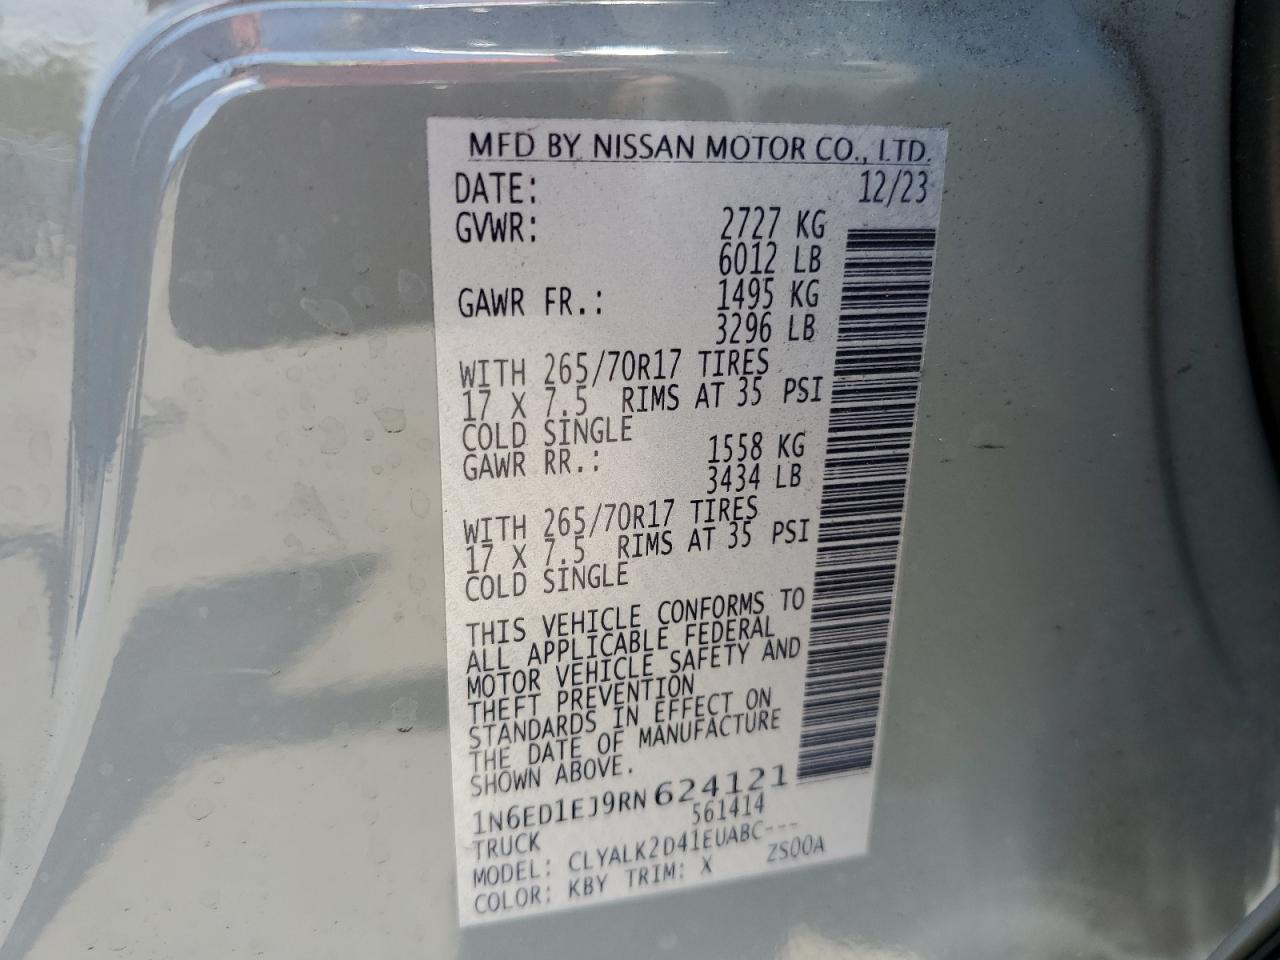 MFD BY NISSAN MOTOR CO., LTD.
DATE: 12/23
GVWR: 2727 KG
6012 LB
GAWR FR.: 1495 KG
3296 LB
WITH 265/70R17 TIRES
17 X 7.5 RIMS AT 35 PSI
COLD SINGLE
GAWR RR.: 1558 KG
3434 LB
WITH 265/70R17 TIRES
17 X 7.5 RIMS AT 35 PSI
COLD SINGLE
THIS VEHICLE CONFORMS TO
ALL APPLICABLE FEDERAL
MOTOR VEHICLE SAFETY AND
THEFT PREVENTION
STANDARDS IN EFFECT ON
THE DATE OF MANUFACTURE
SHOWN ABOVE.
1N6ED1EJ9RN624121
TRUCK 561414
MODEL: CLYALK2D41EUABC---
COLOR: KBY TRIM: X ZS00A